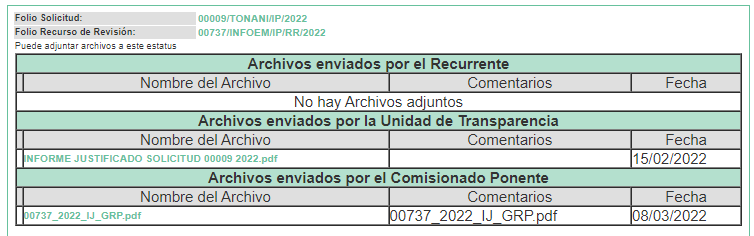 Folio Solicitud: 00009/TONANI/IP/2022
Folio Recurso de Revisión: 00737/INFOEM/IP/RR/2022
Puede adjuntar archivos a este estatus
Archivos enviados por el Recurrente
Nombre del Archivo Comentarios Fecha
No hay Archivos adjuntos
Archivos enviados por la Unidad de Transparencia
Nombre del Archivo Comentarios Fecha
INFORME JUSTIFICADO SOLICITUD 00009 2022.pdf 15/02/2022
Archivos enviados por el Comisionado Ponente
Nombre del Archivo Comentarios Fecha
00737_2022_IJ_GRP.pdf 00737_2022_IJ_GRP.pdf 08/03/2022